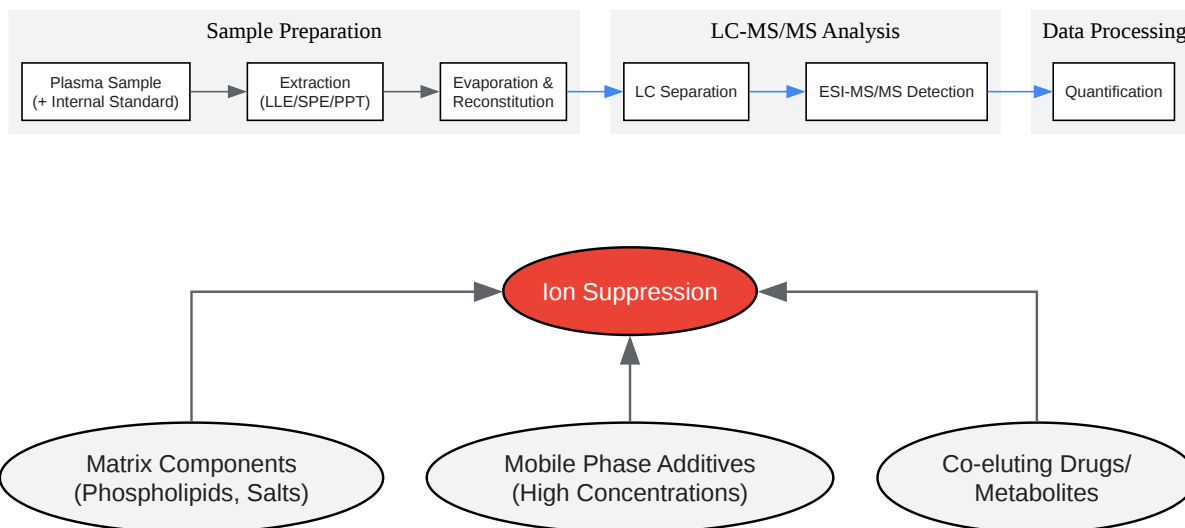 Sample Preparation
LC-MS/MS Analysis
Data Processing
Plasma Sample
(+ Internal Standard)
Extraction
(LLE/SPE/PPT)
Evaporation &
Reconstitution
LC Separation
ESI-MS/MS Detection
Quantification
Ion Suppression
Matrix Components
(Phospholipids, Salts)
Mobile Phase Additives
(High Concentrations)
Co-eluting Drugs/
Metabolites